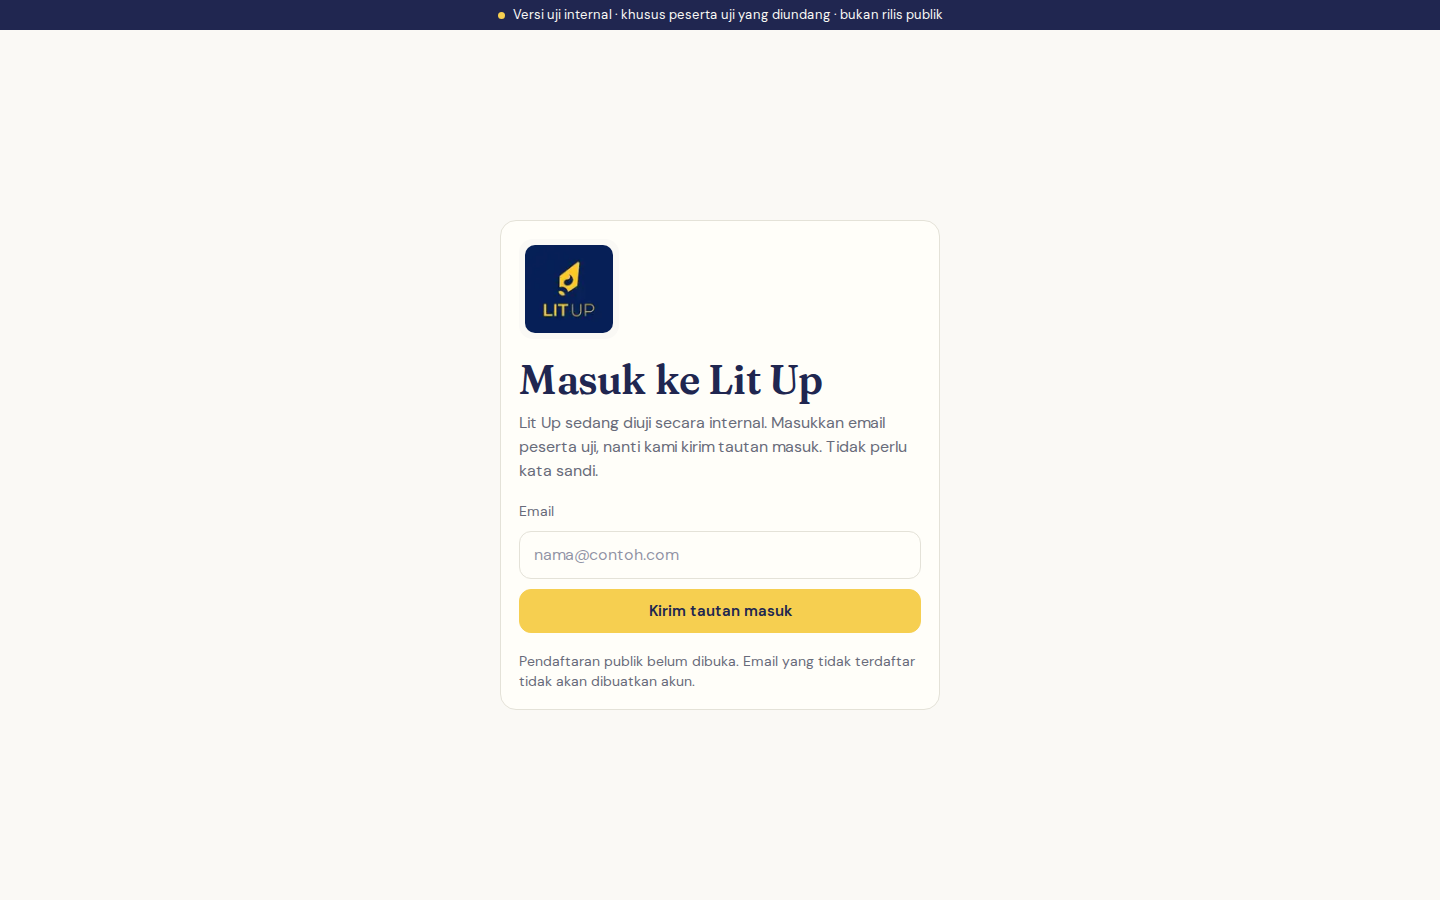 Versi uji internal · khusus peserta uji yang diundang · bukan rilis publik
LIT UP
Masuk ke Lit Up
Lit Up sedang diuji secara internal. Masukkan email
peserta uji, nanti kami kirim tautan masuk. Tidak perlu
kata sandi.
Email
nama@contoh.com
Kirim tautan masuk
Pendaftaran publik belum dibuka. Email yang tidak terdaftar
tidak akan dibuatkan akun.